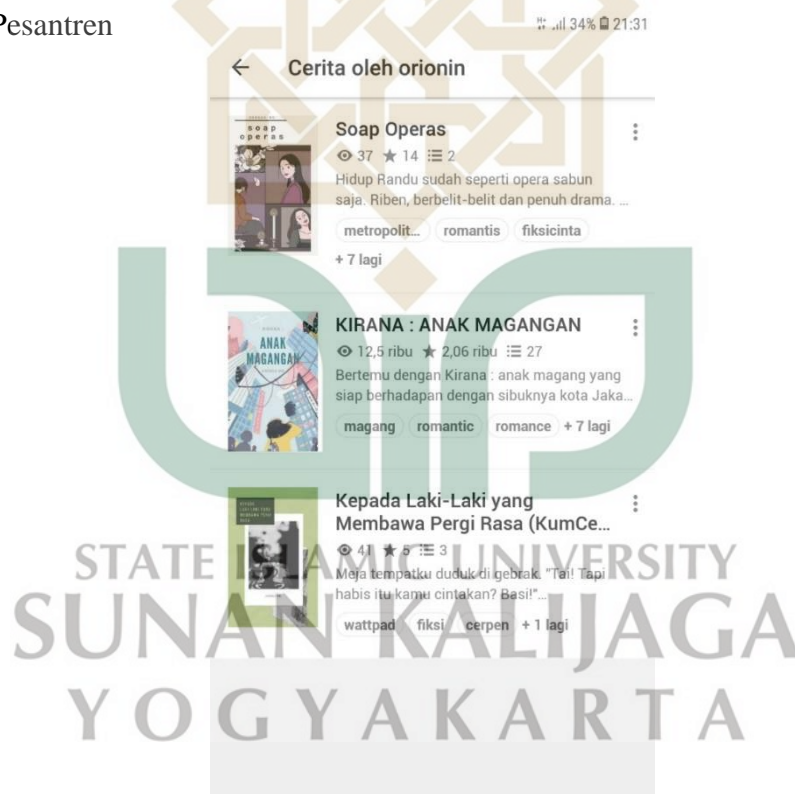 Pesantren
34% 21:31
Cerita oleh orionin
soap
operas
Soap Operas
37 14 2
Hidup Randu sudah seperti opera sabun
saja. Riben, berbelit-belit dan penuh drama. ...
metropolit... romantis fiksicinta
+ 7 lagi
ANAK
MAGANGAN
KIRANA : ANAK MAGANGAN
12,5 ribu 2,06 ribu 27
Bertemu dengan Kirana : anak magang yang
siap berhadapan dengan sibuknya kota Jaka...
magang romantic romance + 7 lagi
Kepada Laki-Laki yang
Membawa Pergi Rasa (KumCe...
41 5 3
Meja tempatku duduk di gebrak. "Tai! Tapi
habis itu kamu cintakan? Basi!"...
wattpad fiksi cerpen + 1 lagi
STATE ISLAMIC UNIVERSITY
SUNAN KALIJAGA
YOGYAKARTA